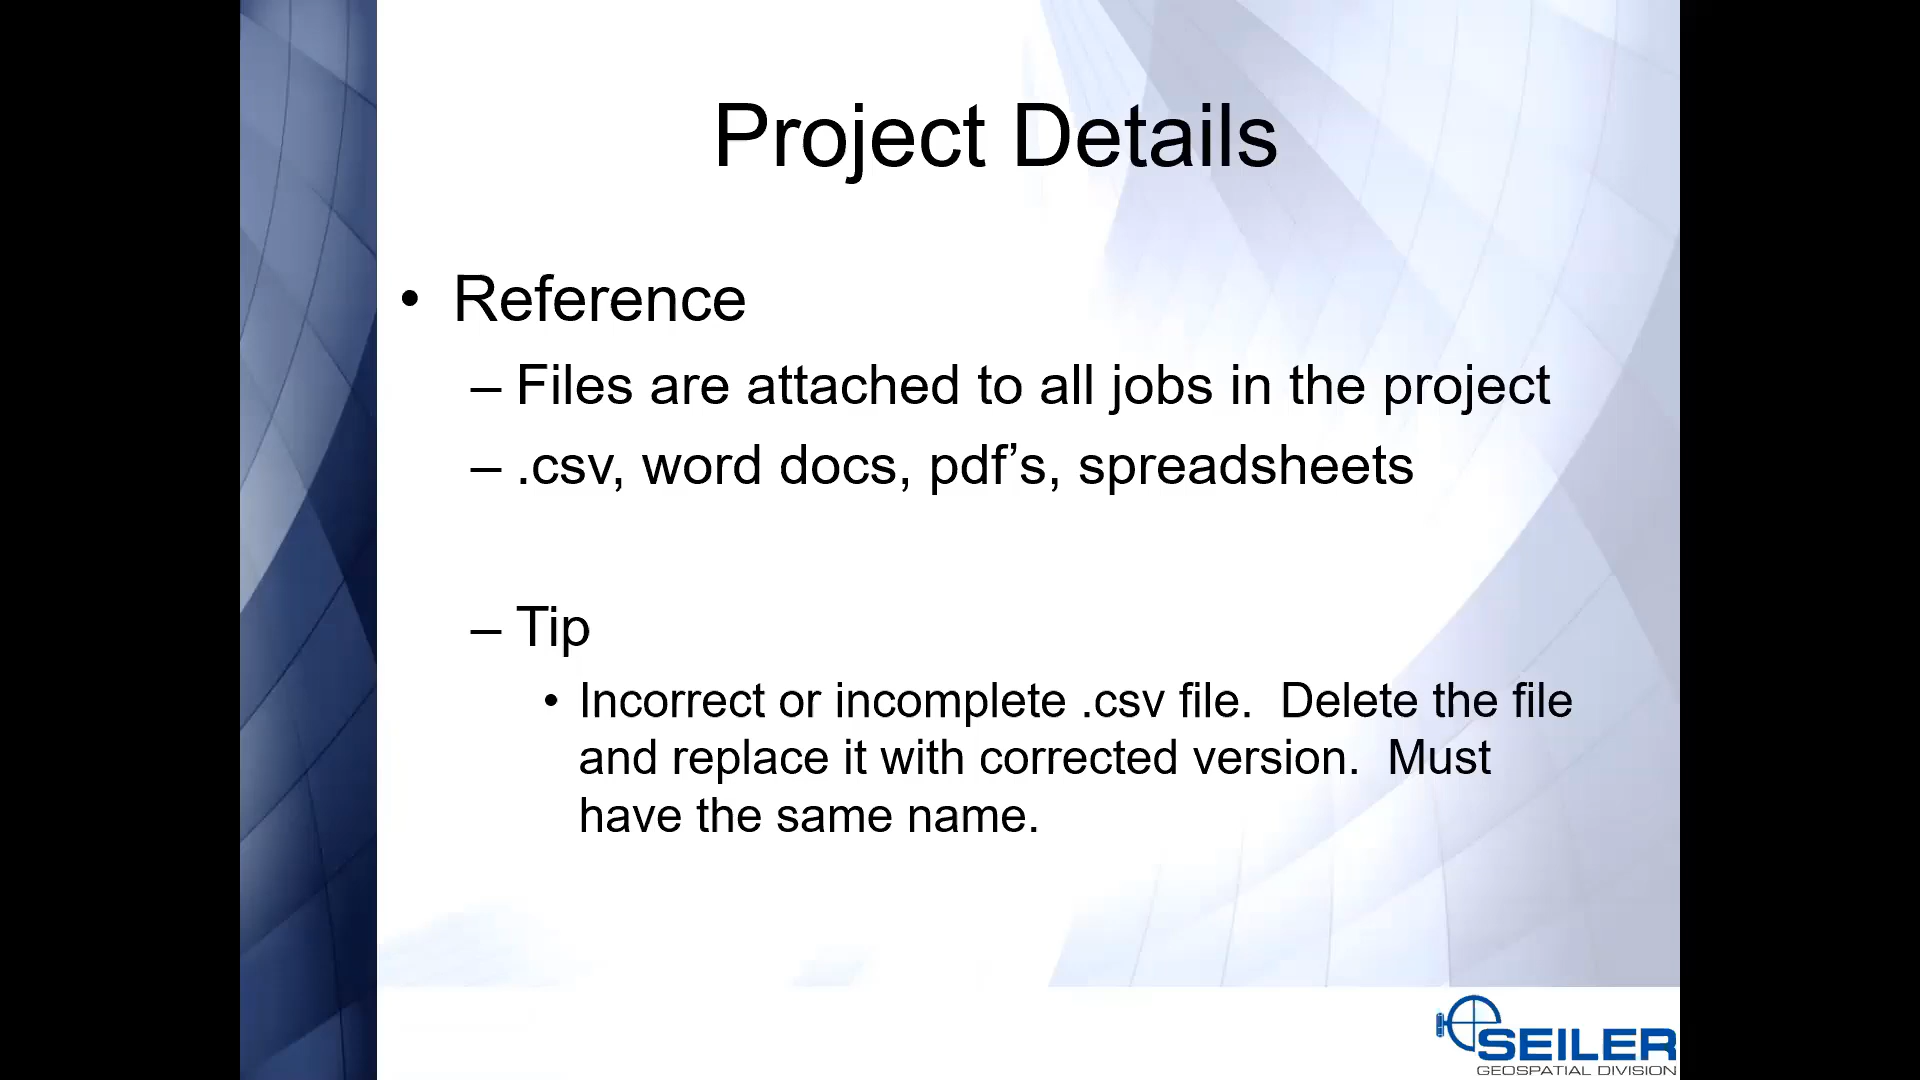 Project Details
• Reference
– Files are attached to all jobs in the project
– .csv, word docs, pdf’s, spreadsheets
– Tip
• Incorrect or incomplete .csv file.  Delete the file
and replace it with corrected version.  Must
have the same name.
SEILER
GEOSPATIAL DIVISION